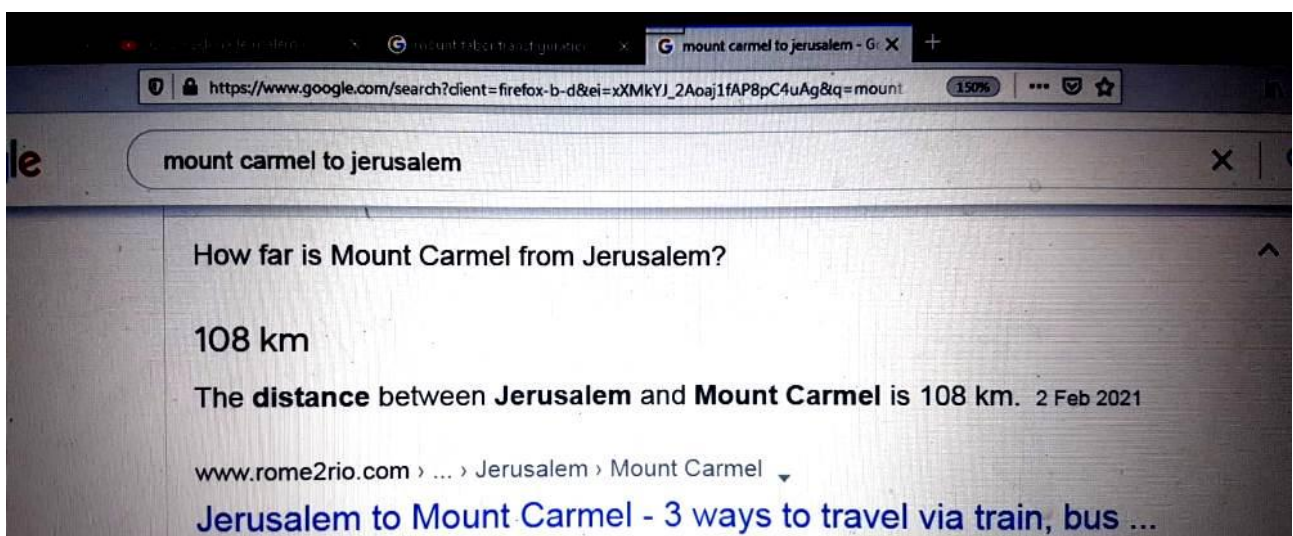 mount carmel to jerusalem - G
https://www.google.com/search?client=firefox-b-d&ei=xXMkYJ_2Aoaj1fAP8pC4uAg&q=mount 150%
le mount carmel to jerusalem
How far is Mount Carmel from Jerusalem?
108 km
The distance between Jerusalem and Mount Carmel is 108 km. 2 Feb 2021
www.rome2rio.com › ... › Jerusalem › Mount Carmel
Jerusalem to Mount Carmel - 3 ways to travel via train, bus ...